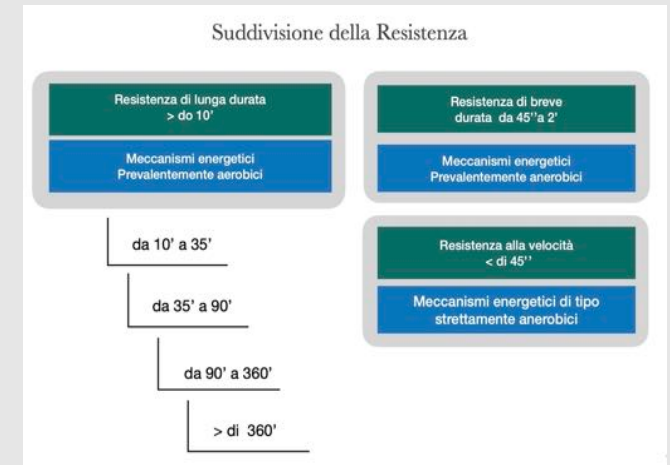 Suddivisione della Resistenza
Resistenza di lunga durata
> do 10'
Meccanismi energetici
Prevalentemente aerobici
da 10' a 35'
da 35' a 90'
da 90' a 360'
> di 360'
Resistenza di breve
durata da 45''a 2'
Meccanismi energetici
Prevalentemente anerobici
Resistenza alla velocità
< di 45''
Meccanismi energetici di tipo
strettamente anerobici